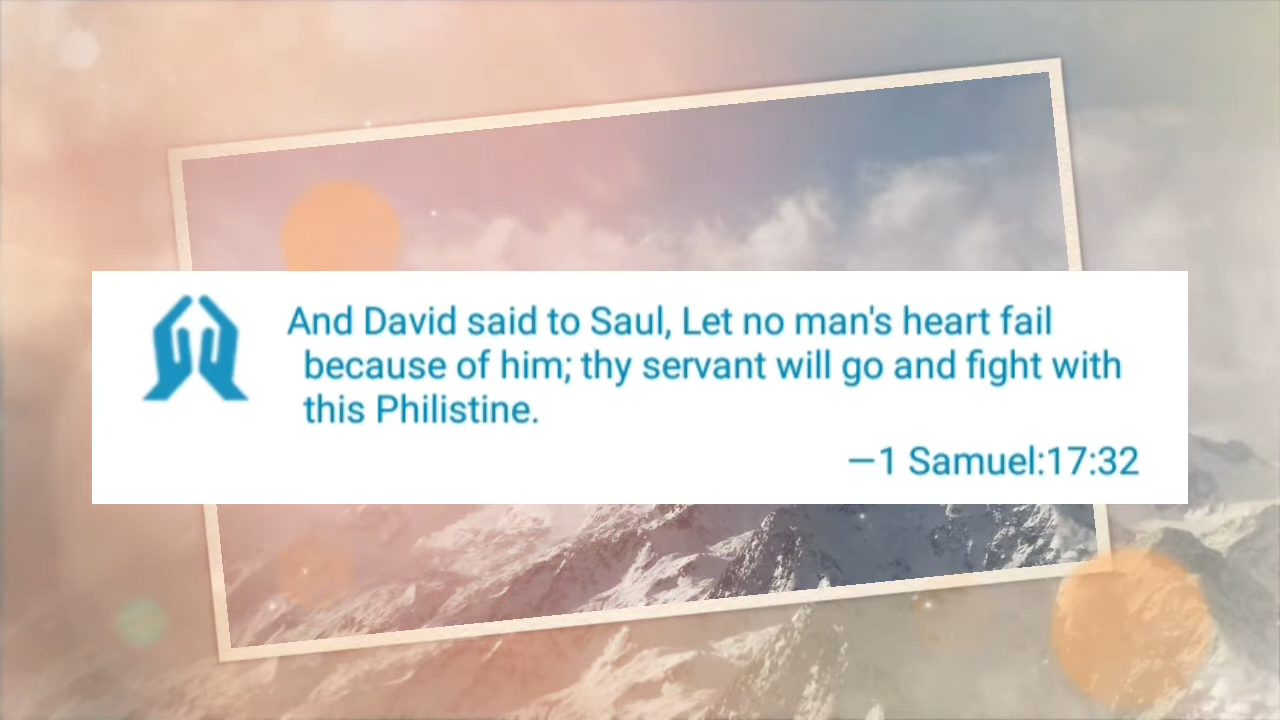 And David said to Saul, Let no man's heart fail
because of him; thy servant will go and fight with
this Philistine.
—1 Samuel:17:32